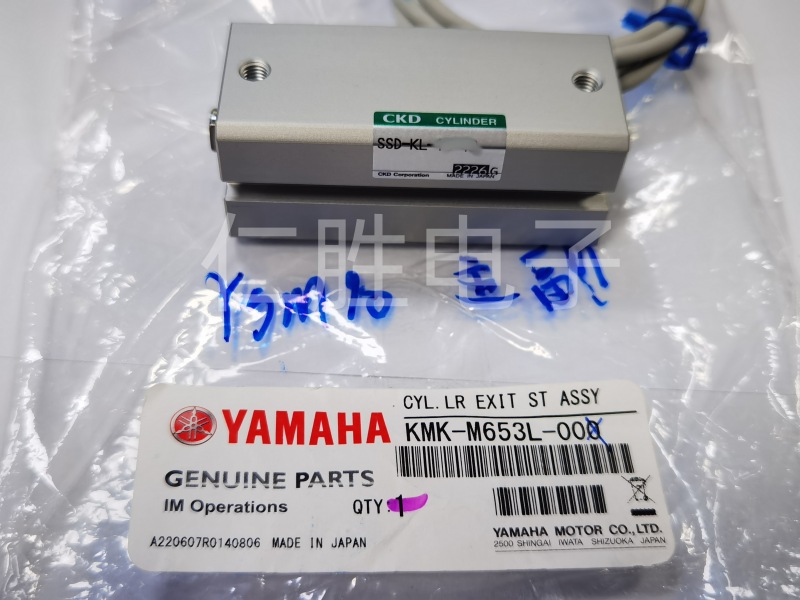 CKD CYLINDER
SSD-KL-
2226G
CKD Corporation MADE IN JAPAN
仁胜电子
YSM20
CYL.LR EXIT ST ASSY
YAMAHA
KMK-M653L-00X
GENUINE PARTS
IM Operations
QTY.1
YAMAHA MOTOR CO.,LTD.
2500 SHINGAI IWATA SHIZUOKA JAPAN
A220607R0140806 MADE IN JAPAN